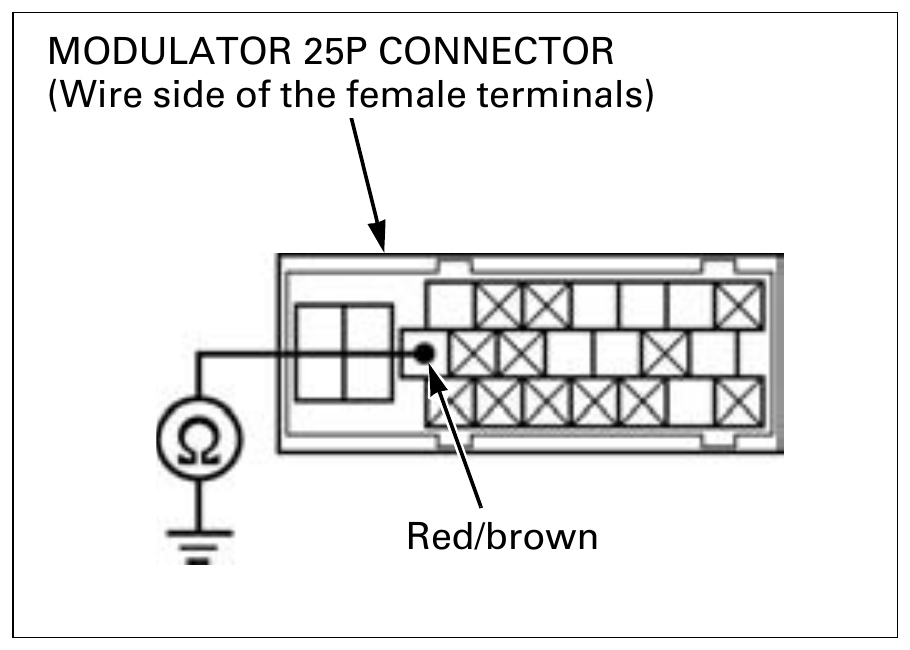 MODULATOR 25P CONNECTOR
(Wire side of the female terminals)
Ω
Red/brown